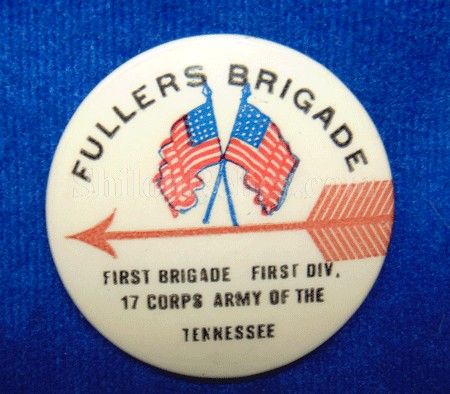 FULLERS BRIGADE
FIRST BRIGADE FIRST DIV.
17 CORPS ARMY OF THE
TENNESSEE